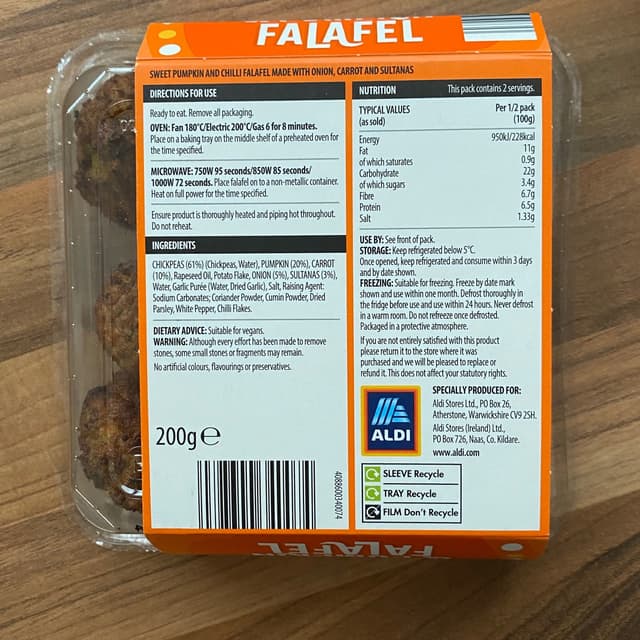 FALAFEL
SWEET PUMPKIN AND CHILLI FALAFEL MADE WITH ONION, CARROT AND SULTANAS
DIRECTIONS FOR USE
Ready to eat. Remove all packaging.
OVEN: Fan 180°C/Electric 200°C/Gas 6 for 8 minutes.
Place on a baking tray on the middle shelf of a preheated oven for
the time specified.
MICROWAVE: 750W 95 seconds/850W 85 seconds/
1000W 72 seconds. Place falafel on to a non-metallic container.
Heat on full power for the time specified.
Ensure product is thoroughly heated and piping hot throughout.
Do not reheat.
INGREDIENTS
CHICKPEAS (61%) (Chickpeas, Water), PUMPKIN (20%), CARROT
(10%), Rapeseed Oil, Potato Flake, ONION (5%), SULTANAS (3%),
Water, Garlic Purée (Water, Dried Garlic), Salt, Raising Agent:
Sodium Carbonates; Coriander Powder, Cumin Powder, Dried
Parsley, White Pepper, Chilli Flakes.
DIETARY ADVICE: Suitable for vegans.
WARNING: Although every effort has been made to remove
stones, some small stones or fragments may remain.
No artificial colours, flavourings or preservatives.
200g ℮
4088600340074
NUTRITION This pack contains 2 servings.
TYPICAL VALUES Per 1/2 pack
(as sold) (100g)
Energy 950kJ/228kcal
Fat 11g
of which saturates 0.9g
Carbohydrate 22g
of which sugars 3.4g
Fibre 6.7g
Protein 6.5g
Salt 1.33g
USE BY: See front of pack.
STORAGE: Keep refrigerated below 5°C.
Once opened, keep refrigerated and consume within 3 days
and by date shown.
FREEZING: Suitable for freezing. Freeze by date mark
shown and use within one month. Defrost thoroughly in
the fridge before use and use within 24 hours. Never defrost
in a warm room. Do not refreeze once defrosted.
Packaged in a protective atmosphere.
If you are not entirely satisfied with this product
please return it to the store where it was
purchased and we will be pleased to replace or
refund it. This does not affect your statutory rights.
ALDI
SPECIALLY PRODUCED FOR:
Aldi Stores Ltd., PO Box 26,
Atherstone, Warwickshire CV9 2SH.
Aldi Stores (Ireland) Ltd.,
PO Box 726, Naas, Co. Kildare.
www.aldi.com
SLEEVE Recycle
TRAY Recycle
FILM Don't Recycle
FALAFEL